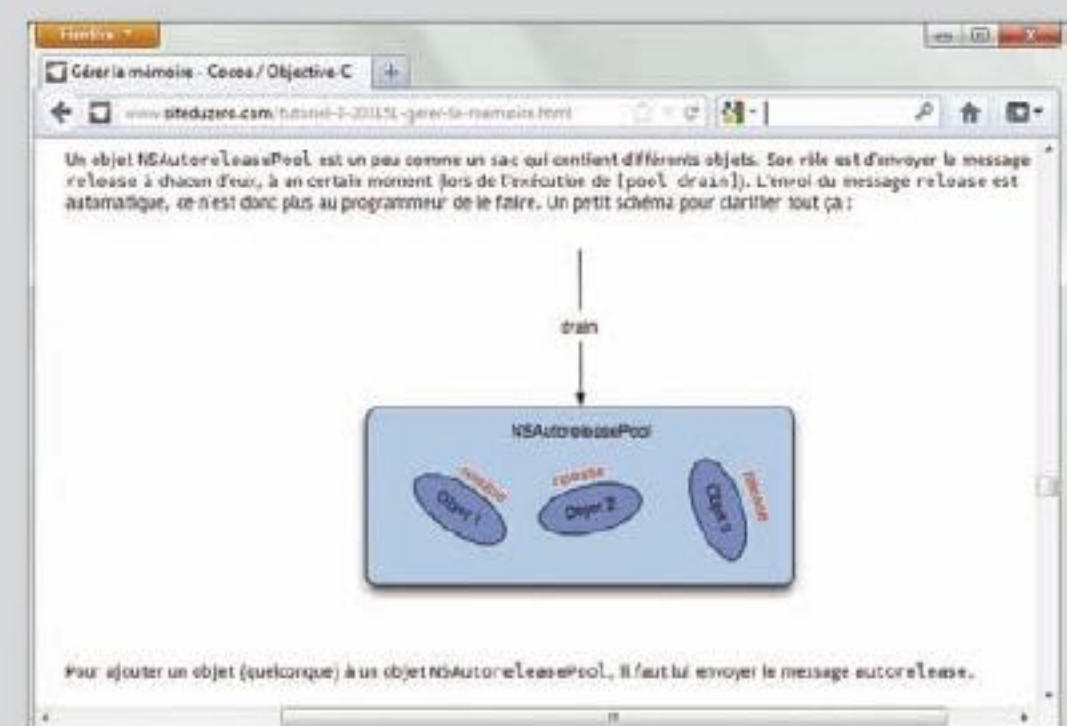 Firefox
Gérer la mémoire - Cocoa / Objective-C
www.siteduzero.com/tutoriel-3-
Un objet NSAutoreleasePool est un peu comme un sac qui contient différents objets. Son rôle est d'envoyer le message
release à chacun d'eux, à un certain moment (lors de l'exécution de [pool drain]). L'envoi du message release est
automatique, ce n'est donc plus au programmeur de le faire. Un petit schéma pour clarifier tout ça :
drain
NSAutoreleasePool
release
release
release
Objet 1
Objet 2
Objet 3
Pour ajouter un objet (quelconque) à un objet NSAutoreleasePool, il faut lui envoyer le message autorelease.